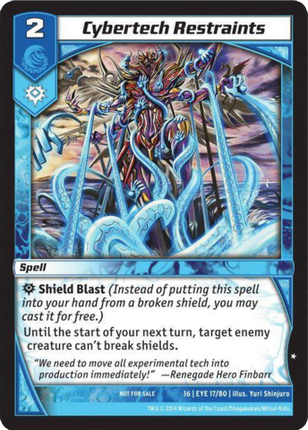 2
Cybertech Restraints
Spell
Shield Blast (Instead of putting this spell
into your hand from a broken shield, you may
cast it for free.)
Until the start of your next turn, target enemy
creature can't break shields.
"We need to move all experimental tech into
production immediately!" —Renegade Hero Finbarr
NOT FOR SALE
16 | EYE 17/80 | illus. Yuri Shinjuro
TM & © 2014 Wizards of the Coast/Shogakukan/Mitsui-Kids.